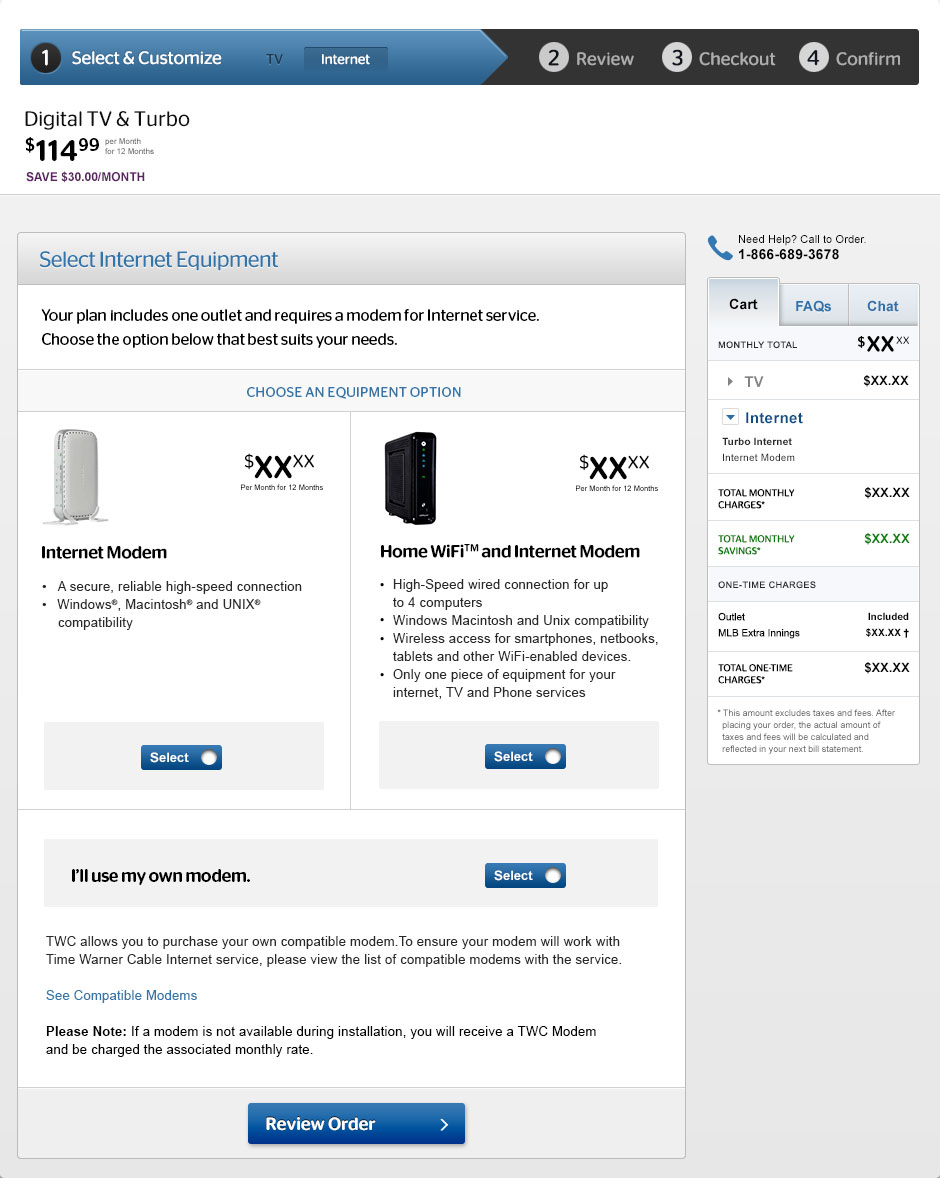 1 Select & Customize TV Internet 2 Review 3 Checkout 4 Confirm
Digital TV & Turbo
$114.99 per Month
for 12 Months
SAVE $30.00/MONTH
Select Internet Equipment
Your plan includes one outlet and requires a modem for Internet service.
Choose the option below that best suits your needs.
CHOOSE AN EQUIPMENT OPTION
$XX XX
Per Month for 12 Months
Internet Modem
• A secure, reliable high-speed connection
• Windows®, Macintosh® and UNIX®
compatibility
Select
$XX XX
Per Month for 12 Months
Home WiFi™ and Internet Modem
• High-Speed wired connection for up
to 4 computers
• Windows Macintosh and Unix compatibility
• Wireless access for smartphones, netbooks,
tablets and other WiFi-enabled devices.
• Only one piece of equipment for your
internet, TV and Phone services
Select
I'll use my own modem.
Select
TWC allows you to purchase your own compatible modem.To ensure your modem will work with
Time Warner Cable Internet service, please view the list of compatible modems with the service.
See Compatible Modems
Please Note: If a modem is not available during installation, you will receive a TWC Modem
and be charged the associated monthly rate.
Review Order
Need Help? Call to Order.
1-866-689-3678
Cart FAQs Chat
MONTHLY TOTAL $XX XX
TV $XX.XX
Internet
Turbo Internet
Internet Modem
TOTAL MONTHLY $XX.XX
CHARGES*
TOTAL MONTHLY $XX.XX
SAVINGS*
ONE-TIME CHARGES
Outlet Included
MLB Extra Innings $XX.XX †
TOTAL ONE-TIME $XX.XX
CHARGES*
* This amount excludes taxes and fees. After
placing your order, the actual amount of
taxes and fees will be calculated and
reflected in your next bill statement.